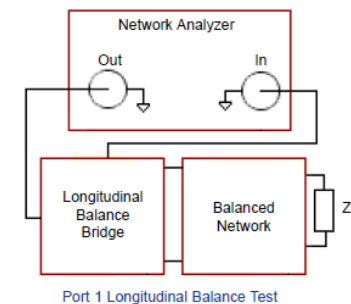 Network Analyzer
Out
In
Longitudinal
Balance
Bridge
Balanced
Network
Z
Port 1 Longitudinal Balance Test